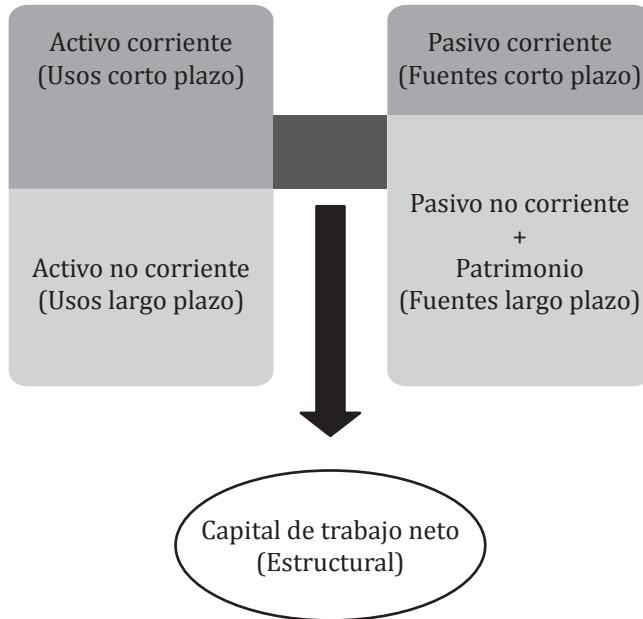 Activo corriente
(Usos corto plazo)
Pasivo corriente
(Fuentes corto plazo)
Activo no corriente
(Usos largo plazo)
Pasivo no corriente
+
Patrimonio
(Fuentes largo plazo)
Capital de trabajo neto
(Estructural)